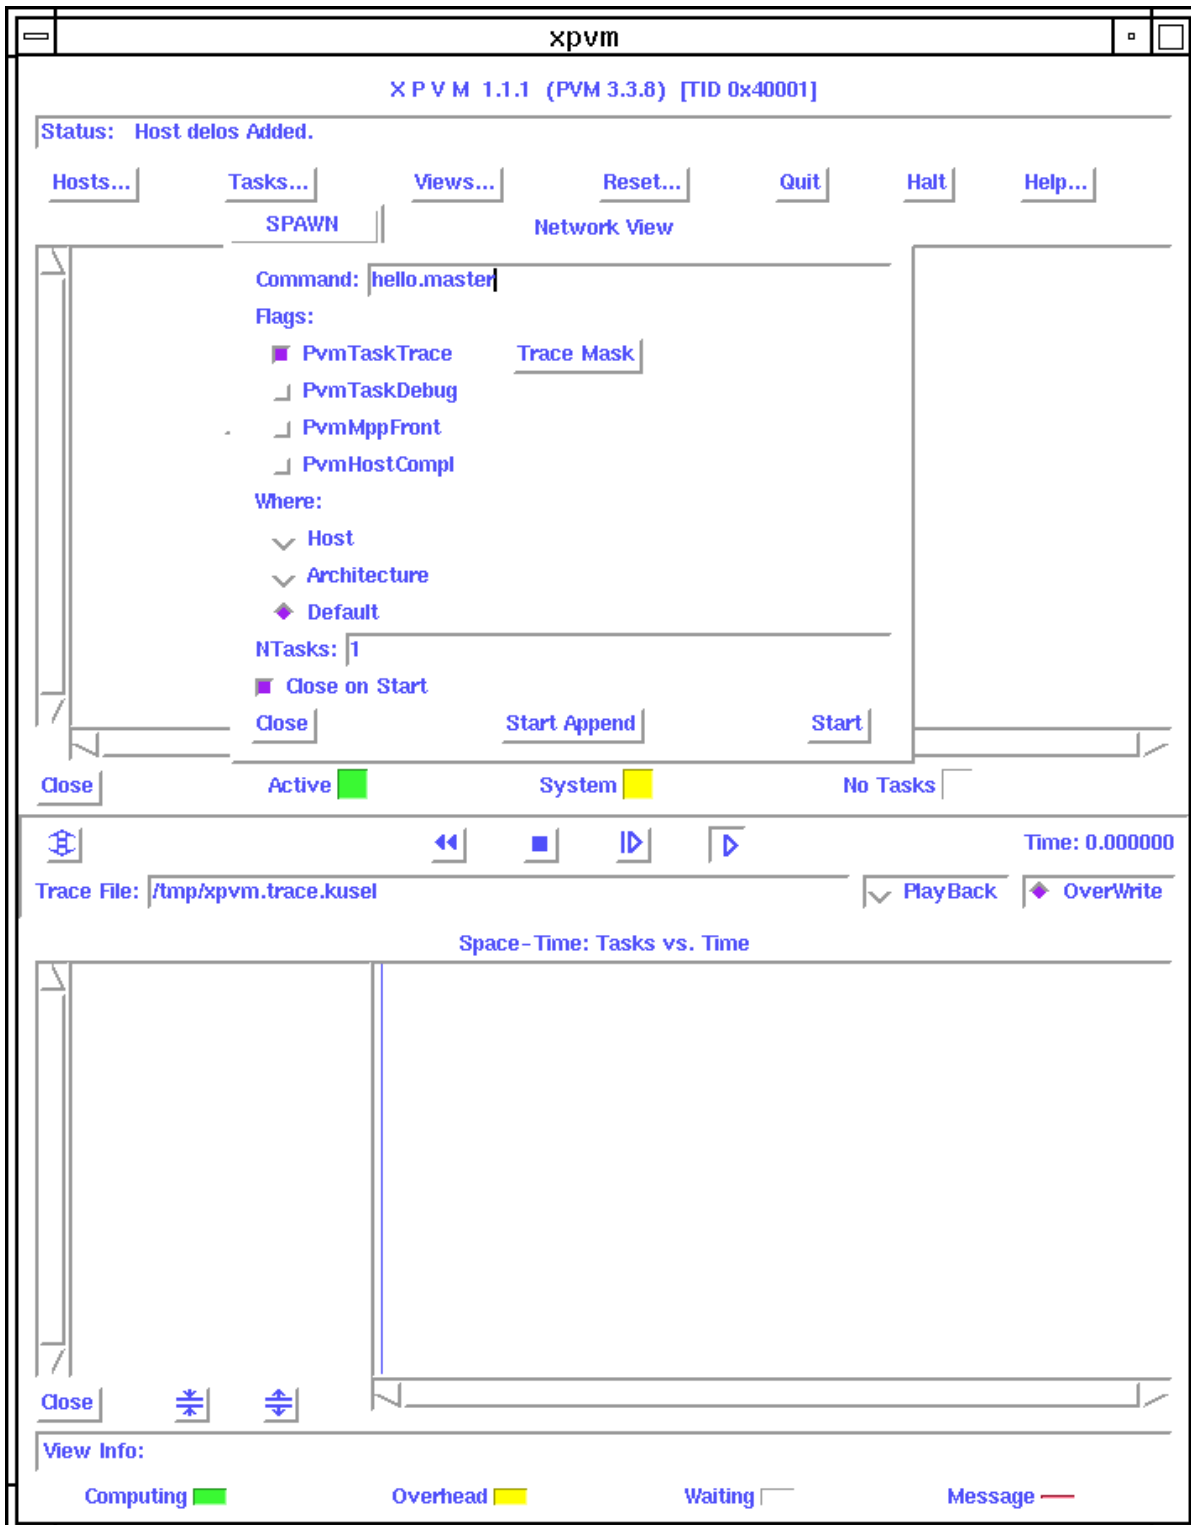 xpvm
X P V M 1.1.1 (PVM 3.3.8) [TID 0x40001]
Status: Host delos Added.
Hosts... Tasks... Views... Reset... Quit Halt Help...
SPAWN
Network View
Command: hello.master
Flags:
PvmTaskTrace Trace Mask
PvmTaskDebug
PvmMppFront
PvmHostCompl
Where:
Host
Architecture
Default
NTasks: 1
Close on Start
Close Start Append Start
Close Active System No Tasks
Time: 0.000000
Trace File: /tmp/xpvm.trace.kusel PlayBack OverWrite
Space-Time: Tasks vs. Time
Close
View Info:
Computing Overhead Waiting Message